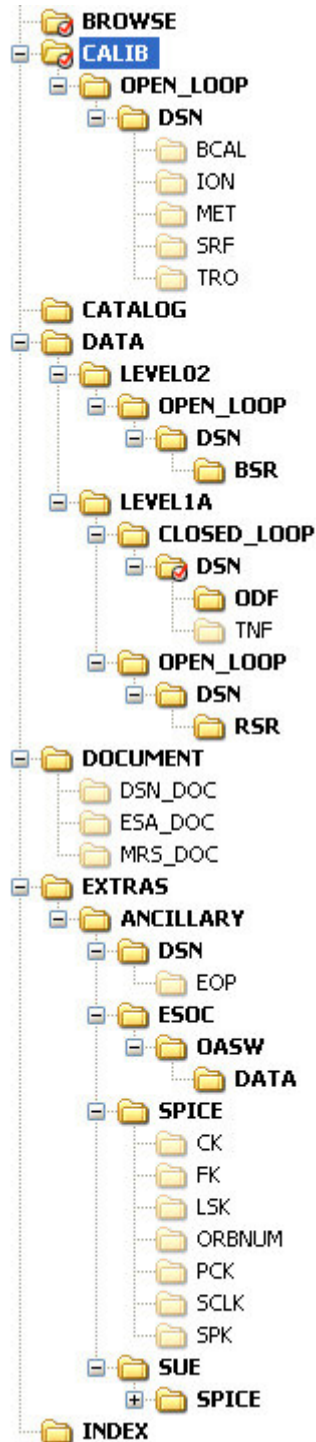 BROWSE
CALIB
OPEN_LOOP
DSN
BCAL
ION
MET
SRF
TRO
CATALOG
DATA
LEVEL02
OPEN_LOOP
DSN
BSR
LEVEL1A
CLOSED_LOOP
DSN
ODF
TNF
OPEN_LOOP
DSN
RSR
DOCUMENT
DSN_DOC
ESA_DOC
MRS_DOC
EXTRAS
ANCILLARY
DSN
EOP
ESOC
OASW
DATA
SPICE
CK
FK
LSK
ORBNUM
PCK
SCLK
SPK
SUE
SPICE
INDEX